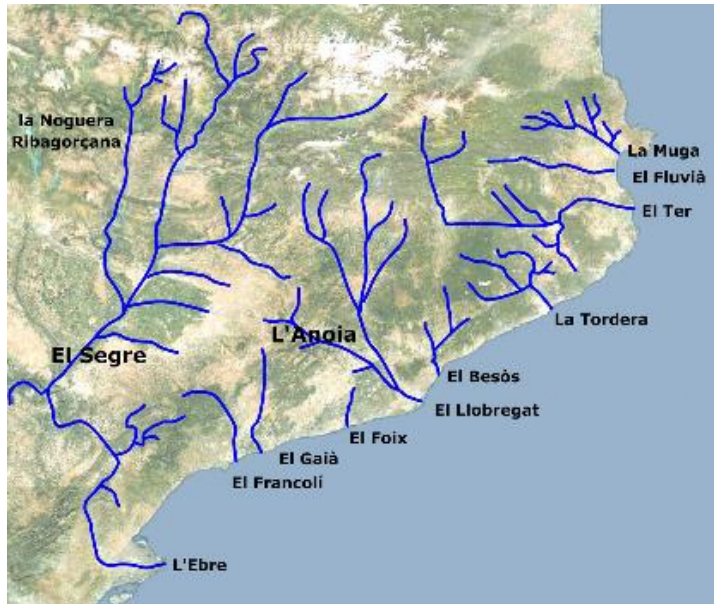 la Noguera
Ribagorçana
La Muga
El Fluvià
El Ter
La Tordera
L'Anoia
El Segre
El Besòs
El Llobregat
El Foix
El Gaià
El Francolí
L'Ebre